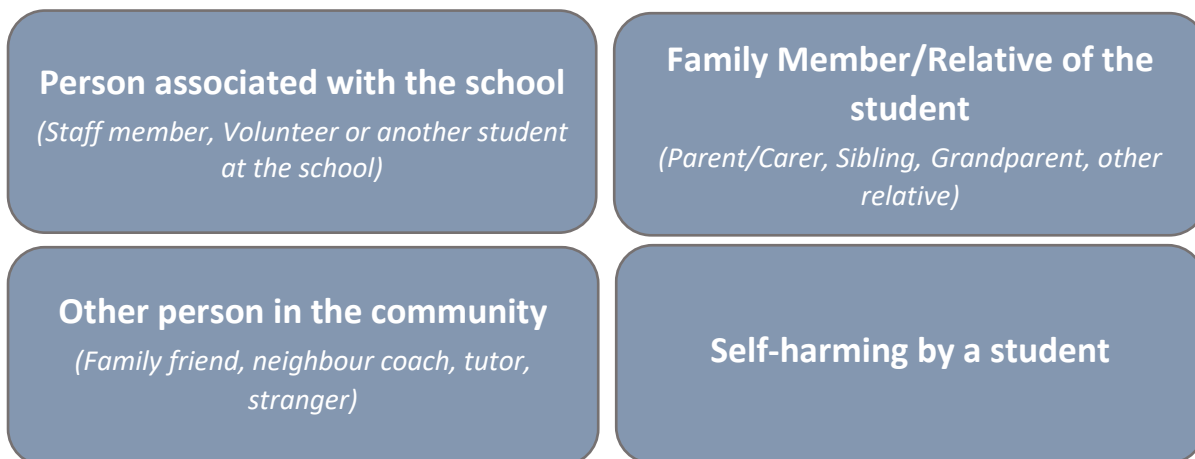 Person associated with the school
(Staff member, Volunteer or another student
at the school)
Family Member/Relative of the
student
(Parent/Carer, Sibling, Grandparent, other
relative)
Other person in the community
(Family friend, neighbour coach, tutor,
stranger)
Self-harming by a student